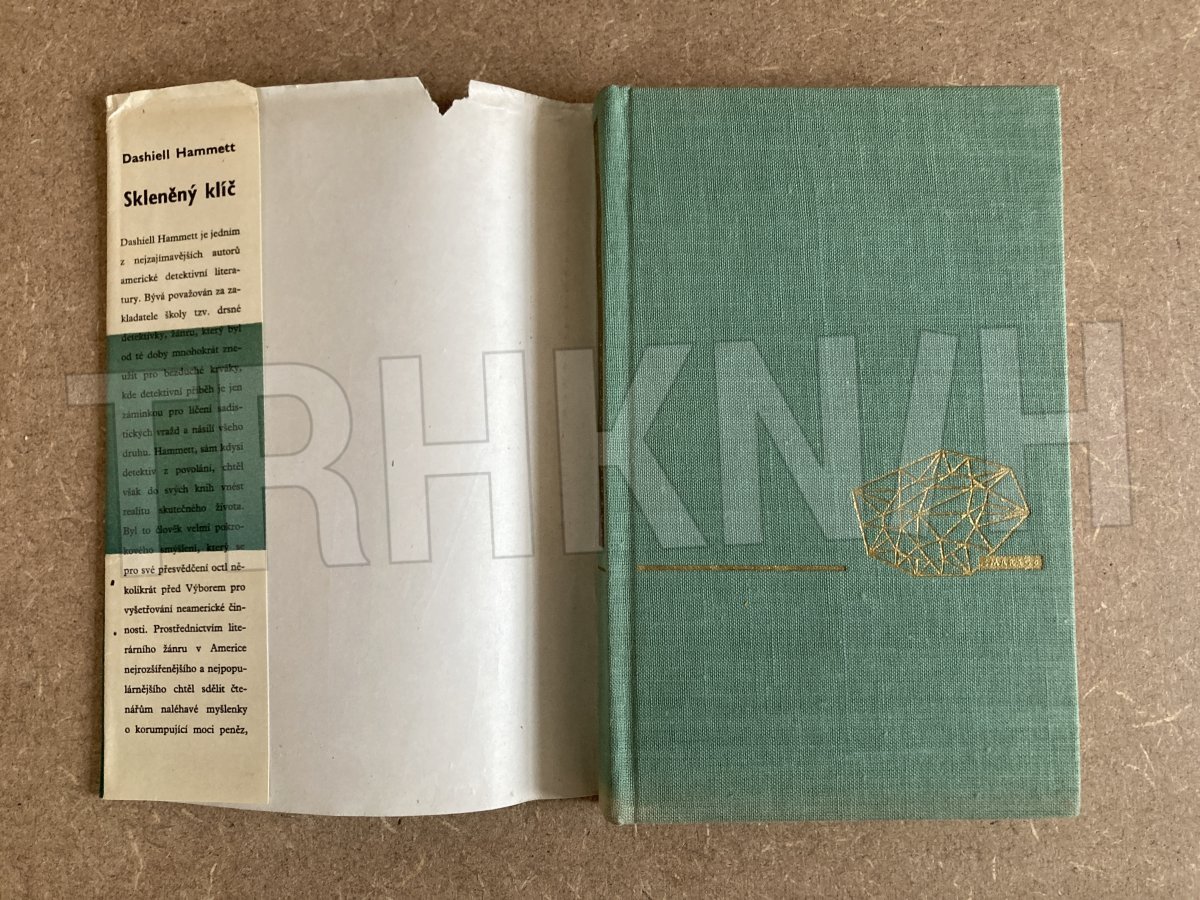 Dashiell Hammett
Skleněný klíč
Dashiell Hammett je jedním
z nejzajímavějších autorů
americké detektivní litera-
tury. Bývá považován za za-
kladatele školy tzv. drsné
detektivky, žánru, který byl
od té doby mnohokrát zne-
užit pro bezduché krváky,
kde detektivní příběh je jen
záminkou pro líčení sadis-
tických vražd a násilí všeho
druhu. Hammett, sám kdysi
detektiv z povolání, chtěl
však do svých knih vnést
realitu skutečného života.
Byl to člověk velmi pokro-
kového smýšlení, který se
pro své přesvědčení octl ně-
kolikrát před Výborem pro
vyšetřování neamerické čin-
nosti. Prostřednictvím lite-
rárního žánru v Americe
nejrozšířenějšího a nejpopu-
lárnějšího chtěl sdělit čte-
nářům naléhavé myšlenky
o korumpující moci peněz,
TRHKNIH